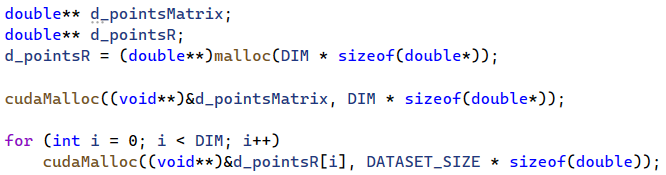 double** d_pointsMatrix;
double** d_pointsR;
d_pointsR = (double**)malloc(DIM * sizeof(double*));
cudaMalloc((void**)&d_pointsMatrix, DIM * sizeof(double*));
for (int i = 0; i < DIM; i++)
cudaMalloc((void**)&d_pointsR[i], DATASET_SIZE * sizeof(double));